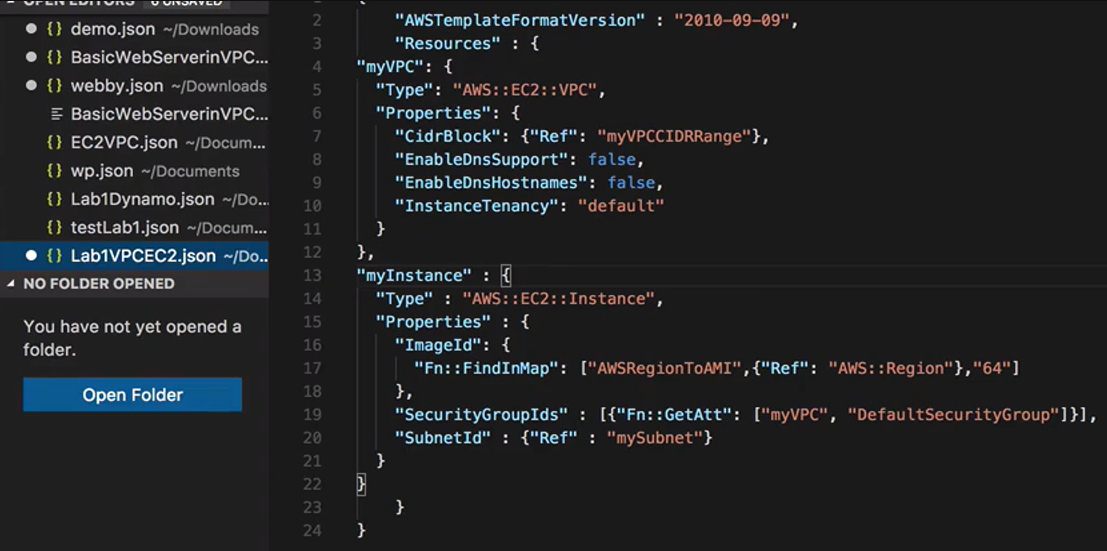 OPEN EDITORS 6 UNSAVED
demo.json ~/Downloads
BasicWebServerinVPC...
webby.json ~/Downloads
BasicWebServerinVPC...
EC2VPC.json ~/Docum...
wp.json ~/Documents
Lab1Dynamo.json ~/Do...
testLab1.json ~/Docum...
Lab1VPCEC2.json ~/Do...
NO FOLDER OPENED
You have not yet opened a
folder.
Open Folder
1 {
2 "AWSTemplateFormatVersion" : "2010-09-09",
3 "Resources" : {
4 "myVPC": {
5 "Type": "AWS::EC2::VPC",
6 "Properties": {
7 "CidrBlock": {"Ref": "myVPCCIDRRange"},
8 "EnableDnsSupport": false,
9 "EnableDnsHostnames": false,
10 "InstanceTenancy": "default"
11 }
12 },
13 "myInstance" : {
14 "Type" : "AWS::EC2::Instance",
15 "Properties" : {
16 "ImageId": {
17 "Fn::FindInMap": ["AWSRegionToAMI",{"Ref": "AWS::Region"},"64"]
18 },
19 "SecurityGroupIds" : [{"Fn::GetAtt": ["myVPC", "DefaultSecurityGroup"]}],
20 "SubnetId" : {"Ref" : "mySubnet"}
21 }
22 }
23 }
24 }